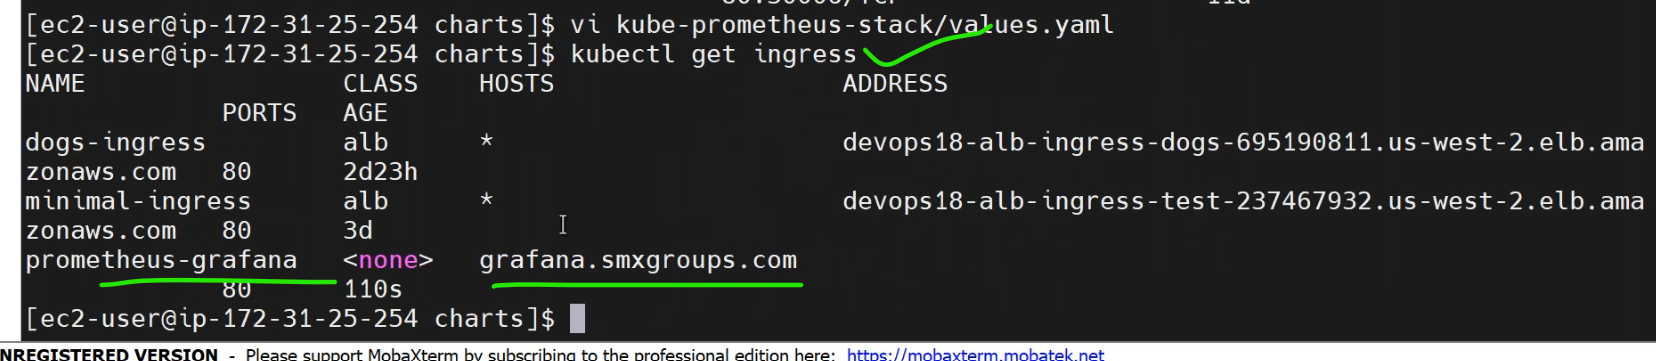 [ec2-user@ip-172-31-25-254 charts]$ vi kube-prometheus-stack/values.yaml
[ec2-user@ip-172-31-25-254 charts]$ kubectl get ingress
NAME CLASS HOSTS ADDRESS
PORTS AGE
dogs-ingress alb * devops18-alb-ingress-dogs-695190811.us-west-2.elb.ama
zonaws.com 80 2d23h
minimal-ingress alb * devops18-alb-ingress-test-237467932.us-west-2.elb.ama
zonaws.com 80 3d
prometheus-grafana <none> grafana.smxgroups.com
80 110s
[ec2-user@ip-172-31-25-254 charts]$
NREGISTERED VERSION - Please support MobaXterm by subscribing to the professional edition here: https://mobaxterm.mobatek.net